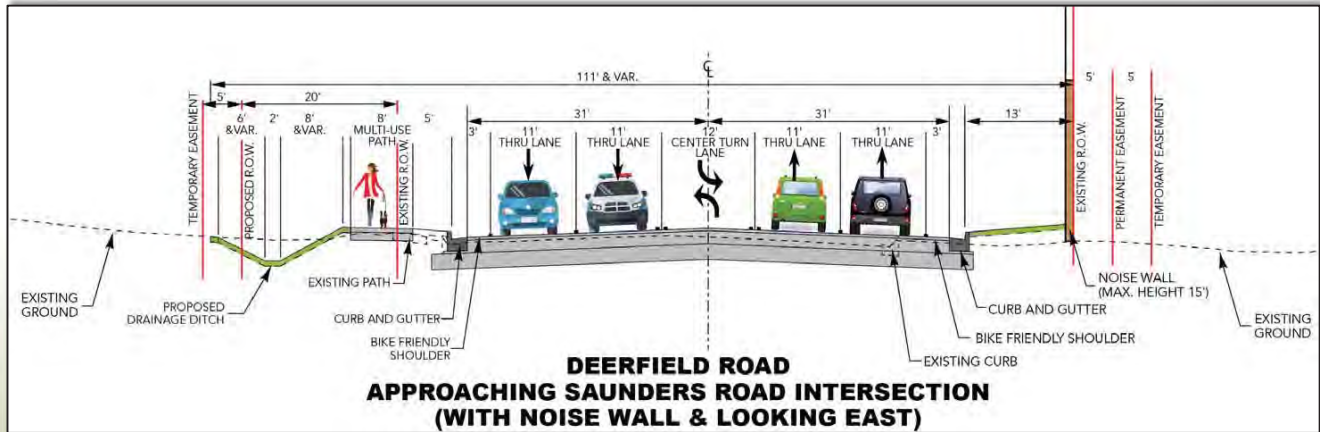 ℄
111' & VAR.
5'
20'
6'
&VAR.
2'
8'
&VAR.
8'
MULTI-USE
PATH
5'
31'
31'
13'
5'
5'
3'
11'
THRU LANE
11'
THRU LANE
12'
CENTER TURN
LANE
11'
THRU LANE
11'
THRU LANE
3'
TEMPORARY EASEMENT
PROPOSED R.O.W.
EXISTING R.O.W.
EXISTING R.O.W.
PERMANENT EASEMENT
TEMPORARY EASEMENT
EXISTING
GROUND
PROPOSED
DRAINAGE DITCH
EXISTING PATH
CURB AND GUTTER
BIKE FRIENDLY
SHOULDER
NOISE WALL
(MAX. HEIGHT 15')
CURB AND GUTTER
BIKE FRIENDLY SHOULDER
EXISTING CURB
EXISTING
GROUND
DEERFIELD ROAD
APPROACHING SAUNDERS ROAD INTERSECTION
(WITH NOISE WALL & LOOKING EAST)